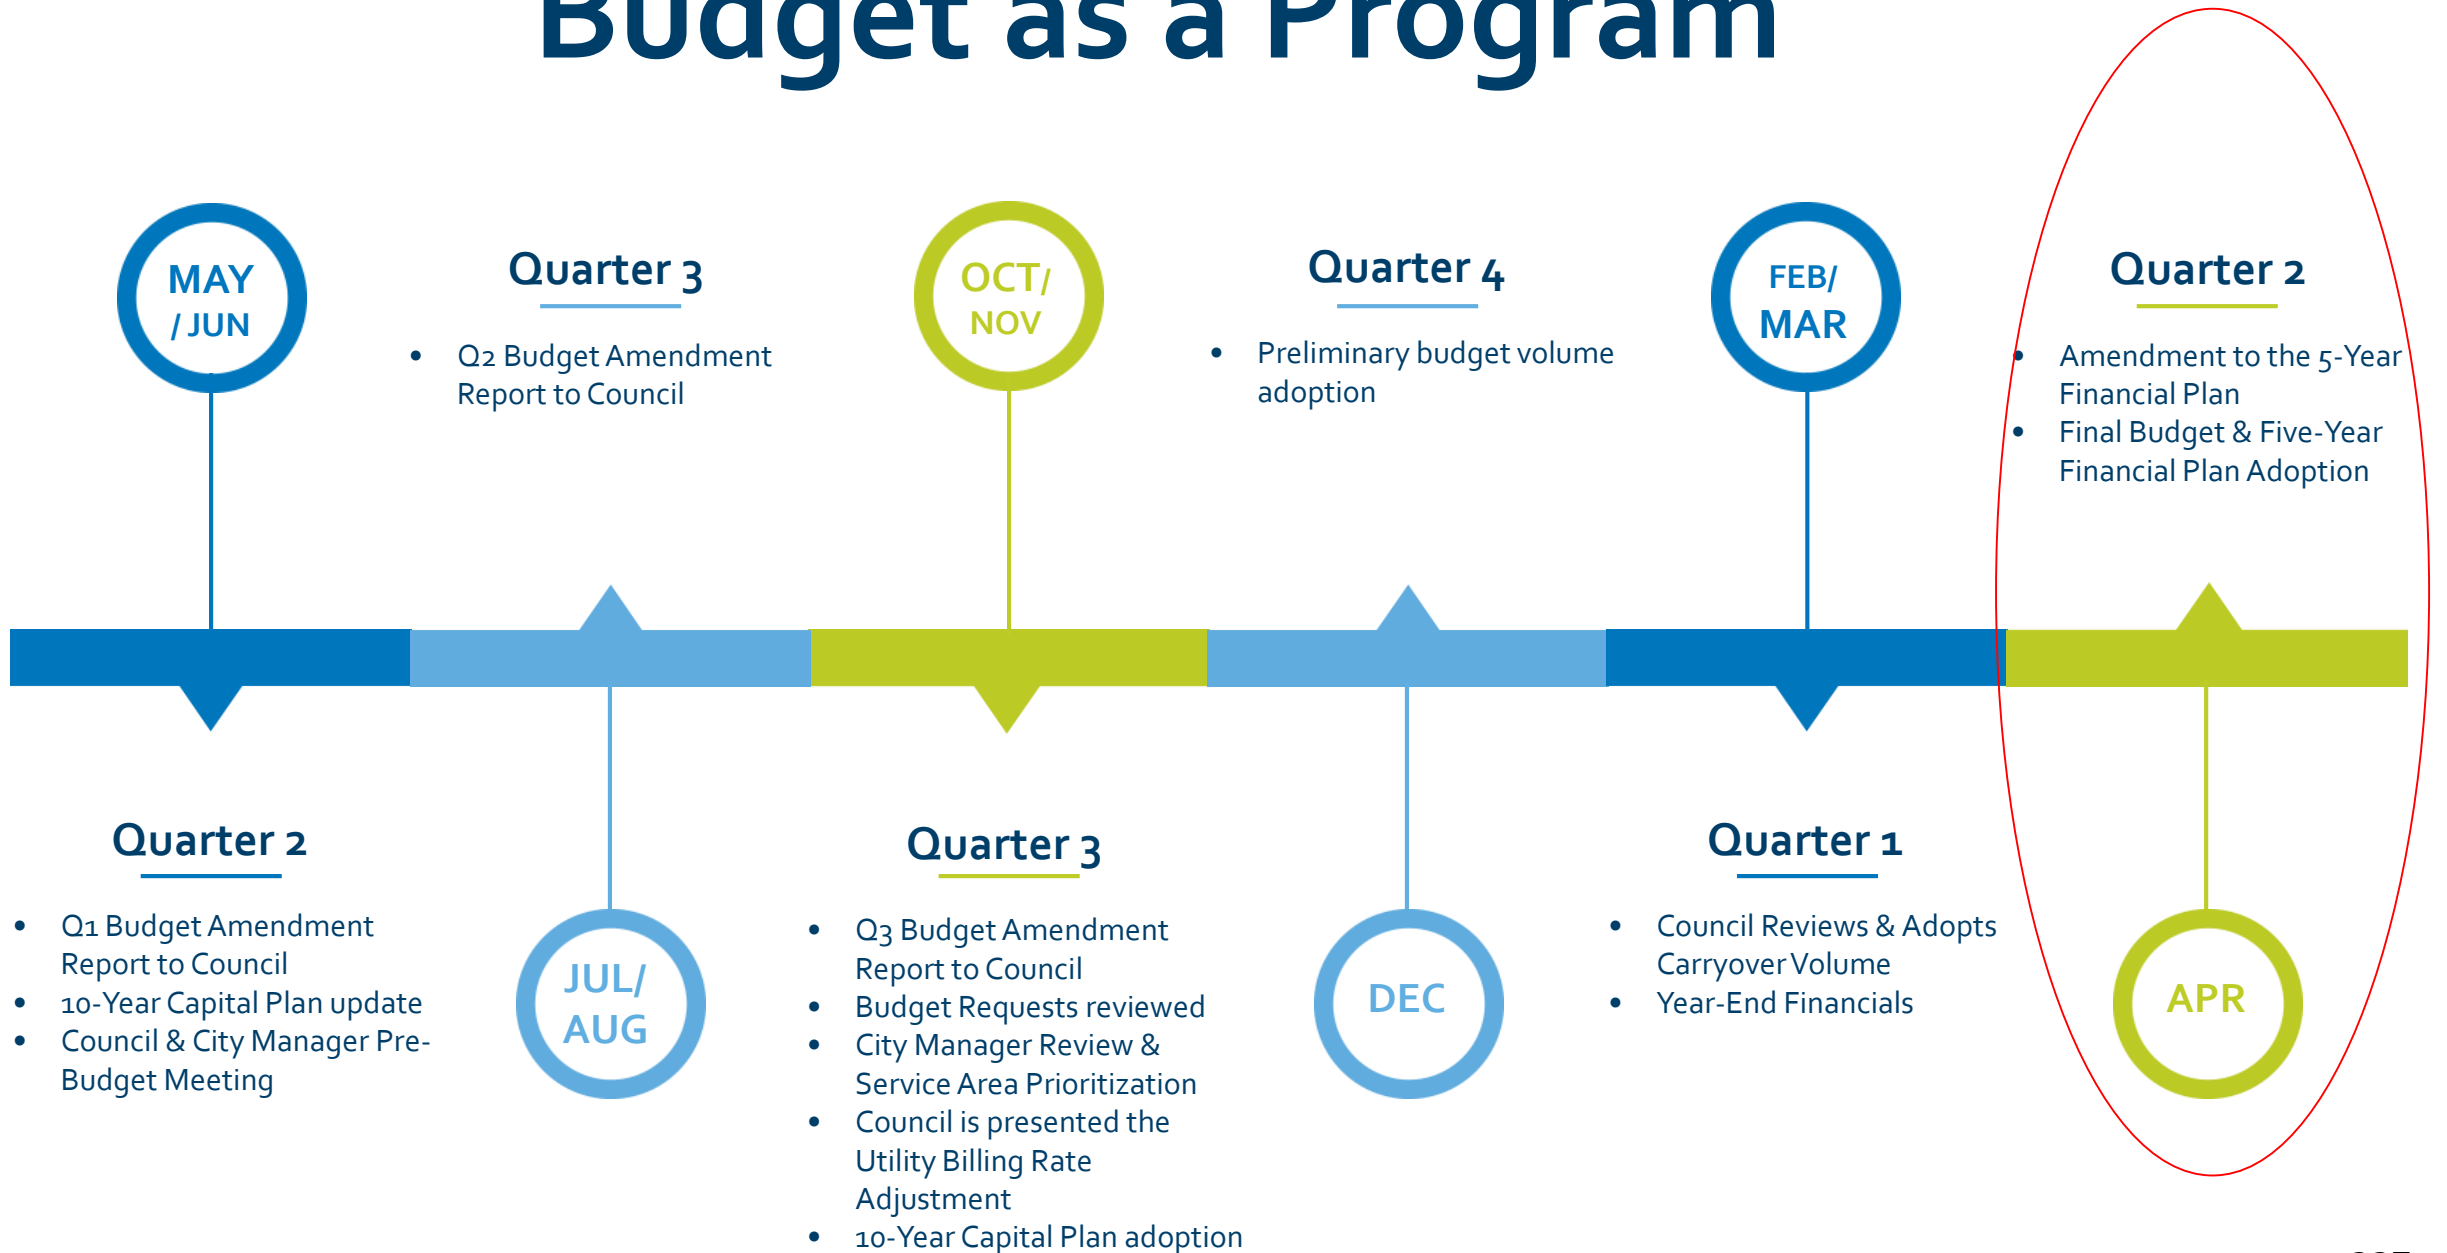 Budget as a Program
MAY
/ JUN
Quarter 2
• Q1 Budget Amendment
Report to Council
• 10-Year Capital Plan update
• Council & City Manager Pre-
Budget Meeting
Quarter 3
• Q2 Budget Amendment
Report to Council
JUL/
AUG
OCT/
NOV
Quarter 3
• Q3 Budget Amendment
Report to Council
• Budget Requests reviewed
• City Manager Review &
Service Area Prioritization
• Council is presented the
Utility Billing Rate
Adjustment
• 10-Year Capital Plan adoption
Quarter 4
• Preliminary budget volume
adoption
DEC
FEB/
MAR
Quarter 1
• Council Reviews & Adopts
Carryover Volume
• Year-End Financials
Quarter 2
• Amendment to the 5-Year
Financial Plan
• Final Budget & Five-Year
Financial Plan Adoption
APR